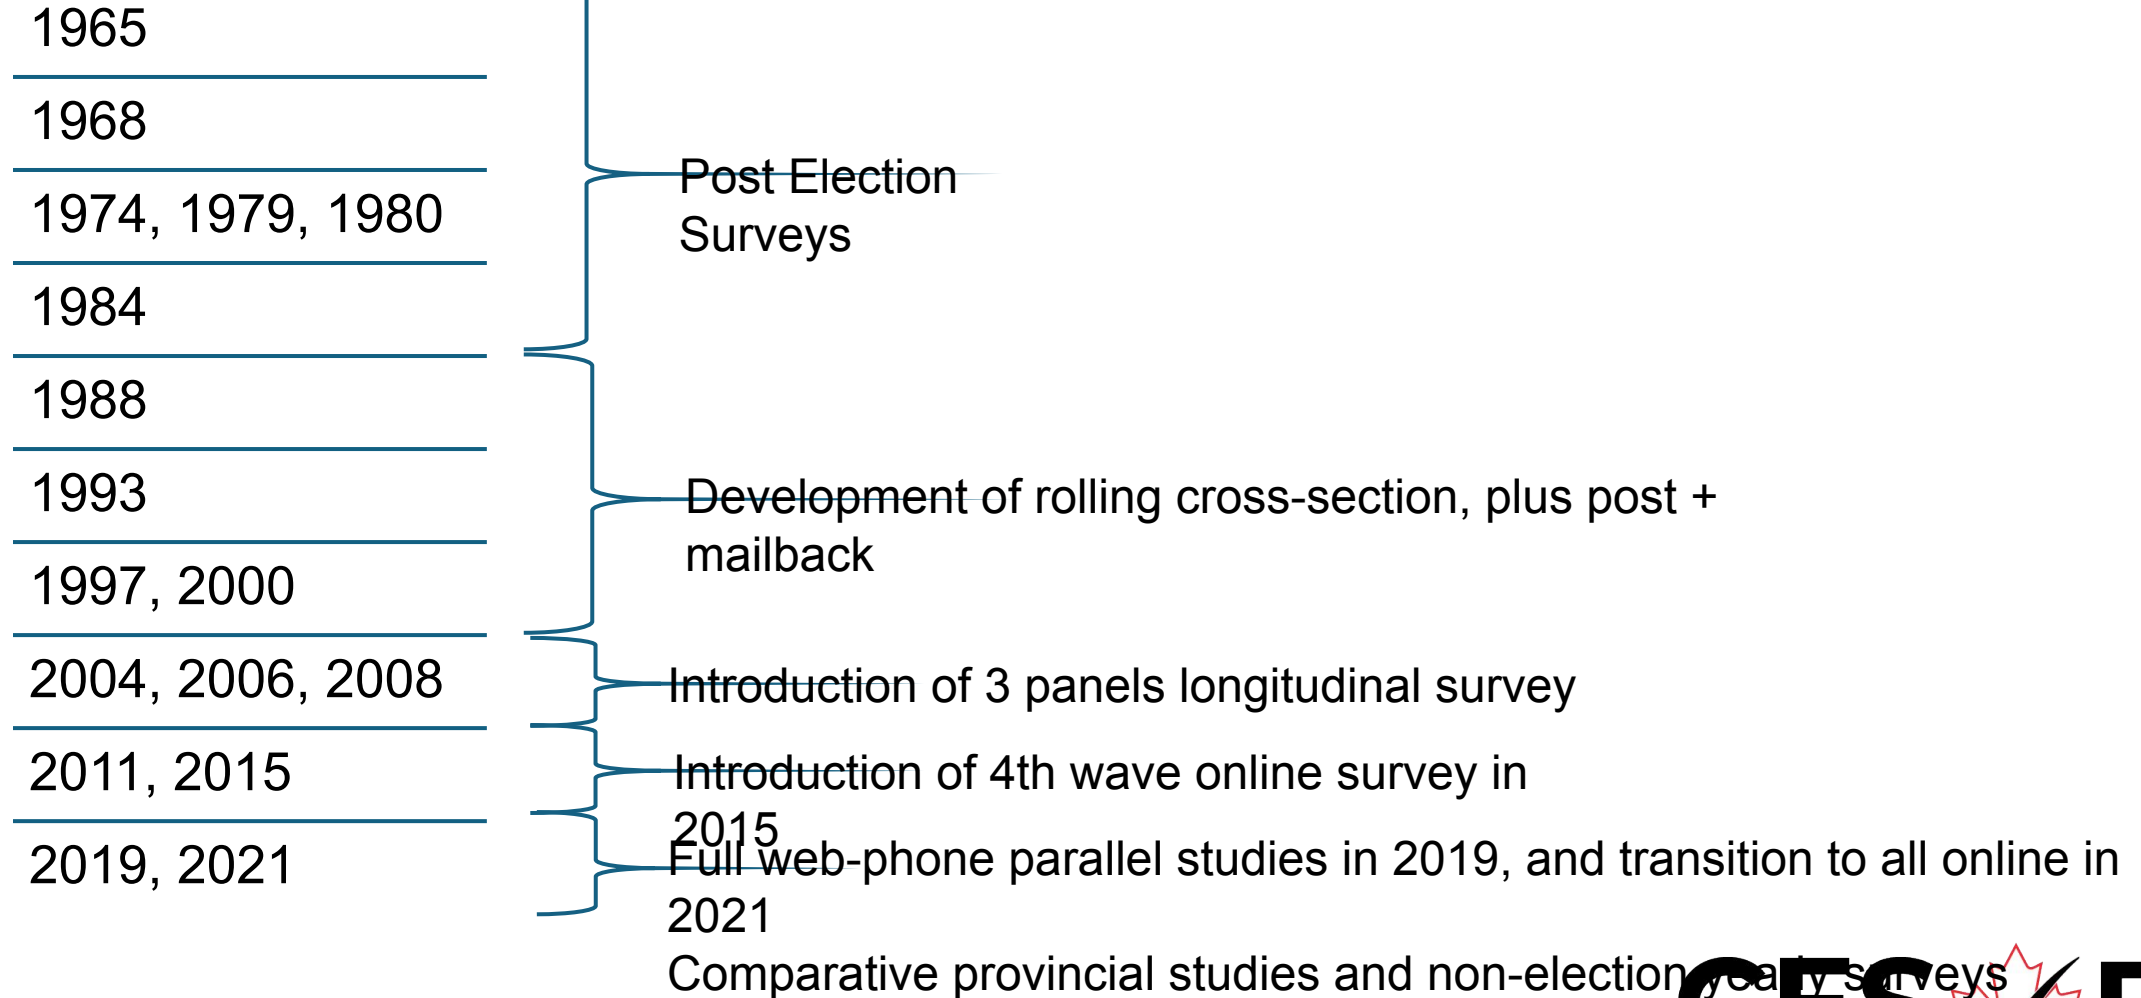 1965
1968
1974, 1979, 1980
1984
1988
1993
1997, 2000
2004, 2006, 2008
2011, 2015
2019, 2021
Post Election
Surveys
Development of rolling cross-section, plus post +
mailback
Introduction of 3 panels longitudinal survey
Introduction of 4th wave online survey in
2015
Full web-phone parallel studies in 2019, and transition to all online in
2021
Comparative provincial studies and non-election yearly surveys
CES